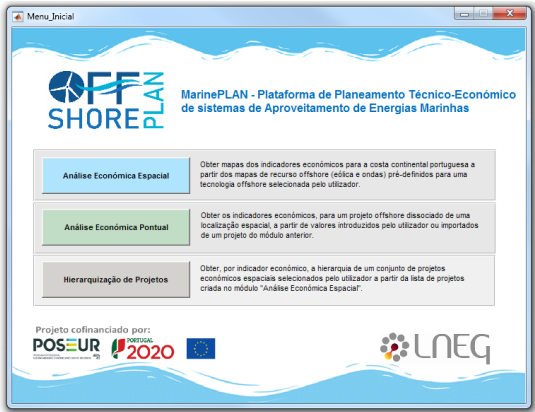 Menu_Inicial
OFF
SHORE
PLAN
MarinePLAN - Plataforma de Planeamento Técnico-Económico
de sistemas de Aproveitamento de Energias Marinhas
Análise Económica Espacial
Obter mapas dos indicadores económicos para a costa continental portuguesa a
partir dos mapas de recurso offshore (eólica e ondas) pré-definidos para uma
tecnologia offshore selecionada pelo utilizador.
Análise Económica Pontual
Obter os indicadores económicos, para um projeto offshore dissociado de uma
localização espacial, a partir de valores introduzidos pelo utilizador ou importados
de um projeto do módulo anterior.
Hierarquização de Projetos
Obter, por indicador económico, a hierarquia de um conjunto de projetos
económicos espaciais selecionados pelo utilizador a partir da lista de projetos
criada no módulo "Análise Económica Espacial".
Projeto cofinanciado por:
POSEUR
PORTUGAL
2020
LNEG